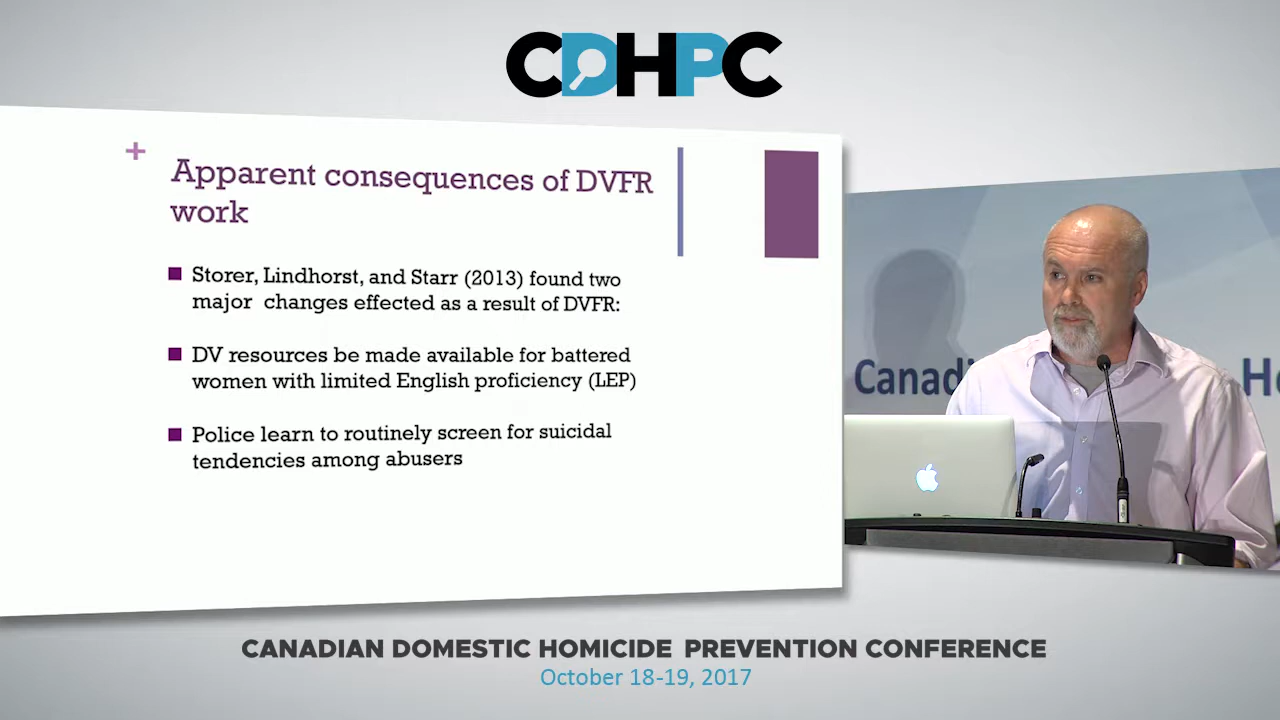 CDHPC
+
Apparent consequences of DVFR
work
Storer, Lindhorst, and Starr (2013) found two
major changes effected as a result of DVFR:
DV resources be made available for battered
women with limited English proficiency (LEP)
Police learn to routinely screen for suicidal
tendencies among abusers
Canad
He
CANADIAN DOMESTIC HOMICIDE PREVENTION CONFERENCE
October 18-19, 2017